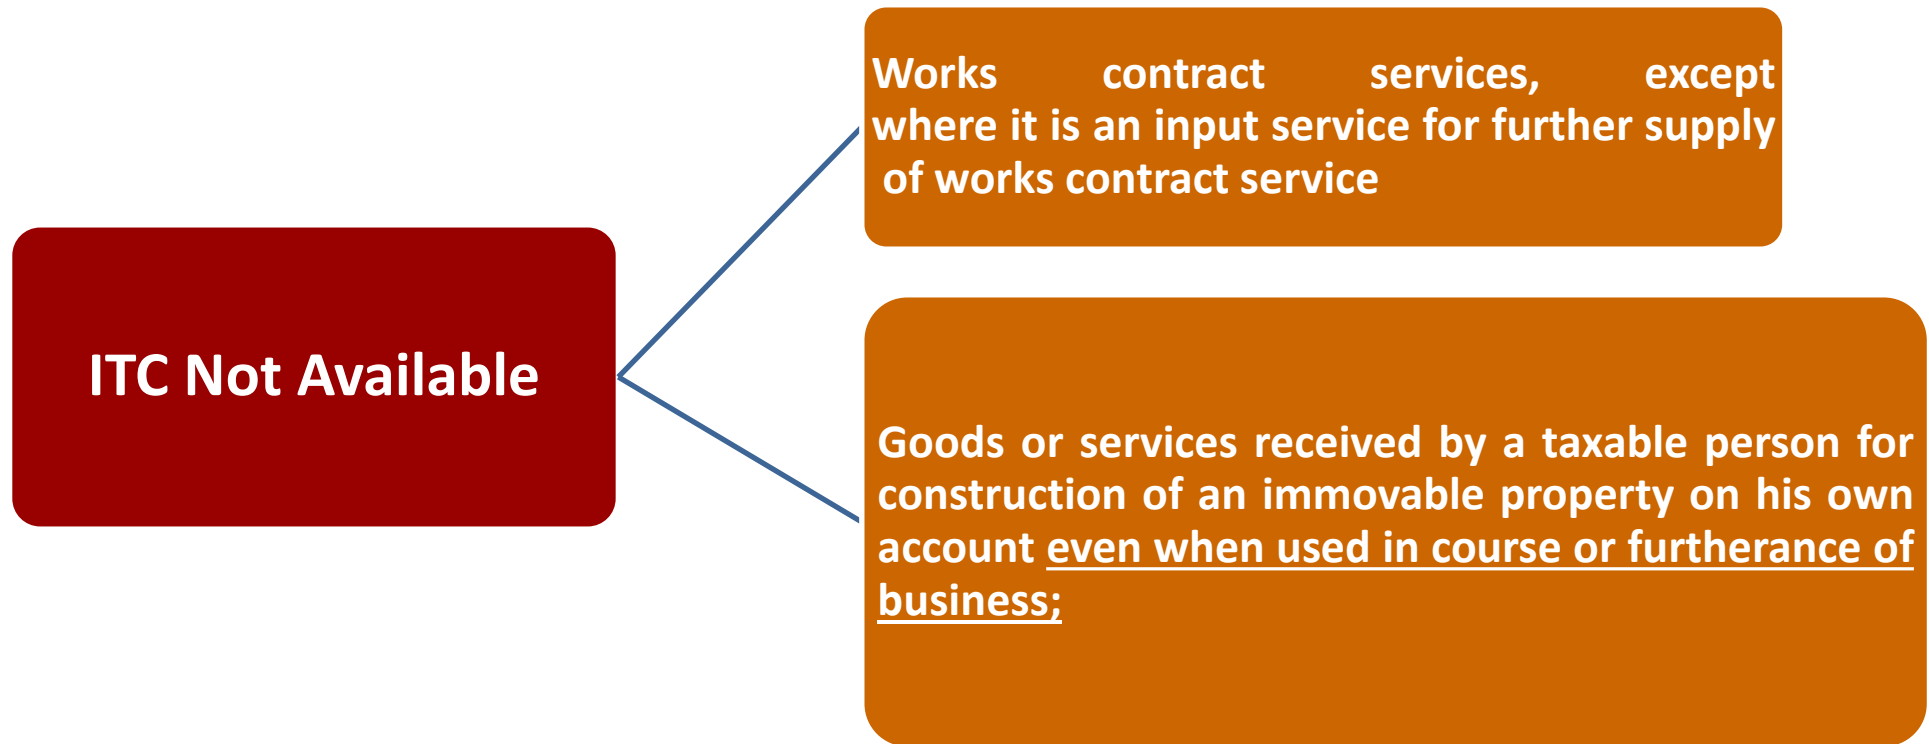 ITC Not Available
Works contract services, except
where it is an input service for further supply
of works contract service
Goods or services received by a taxable person for
construction of an immovable property on his own
account even when used in course or furtherance of
business;